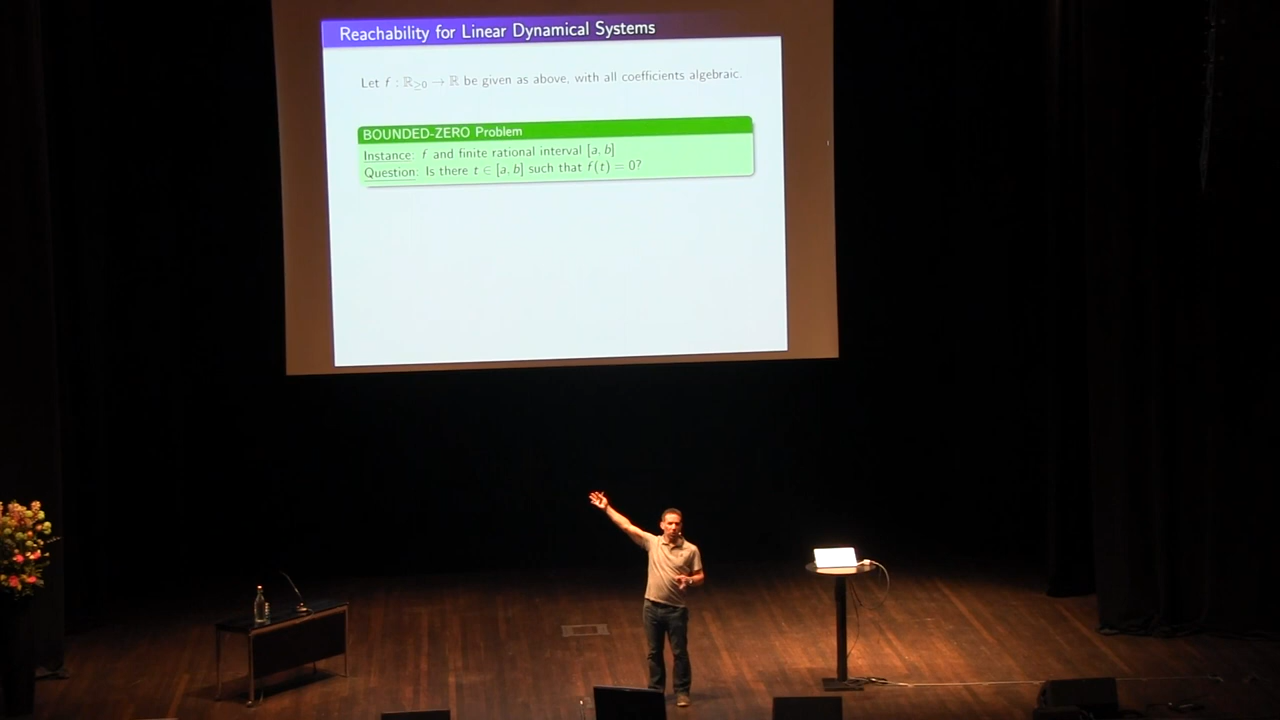 Reachability for Linear Dynamical Systems
Let f : ℝ≥0 → ℝ be given as above, with all coefficients algebraic.
BOUNDED-ZERO Problem
Instance: f and finite rational interval [a, b]
Question: Is there t ∈ [a, b] such that f(t) = 0?